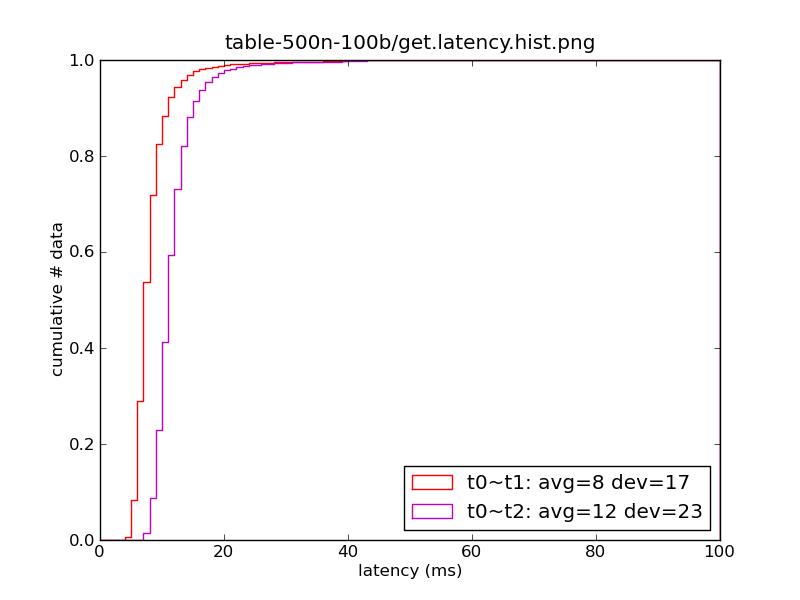 table-500n-100b/get.latency.hist.png
1.0
0.8
0.6
0.4
0.2
0.0
cumulative # data
t0~t1: avg=8 dev=17
t0~t2: avg=12 dev=23
0 20 40 60 80 100
latency (ms)